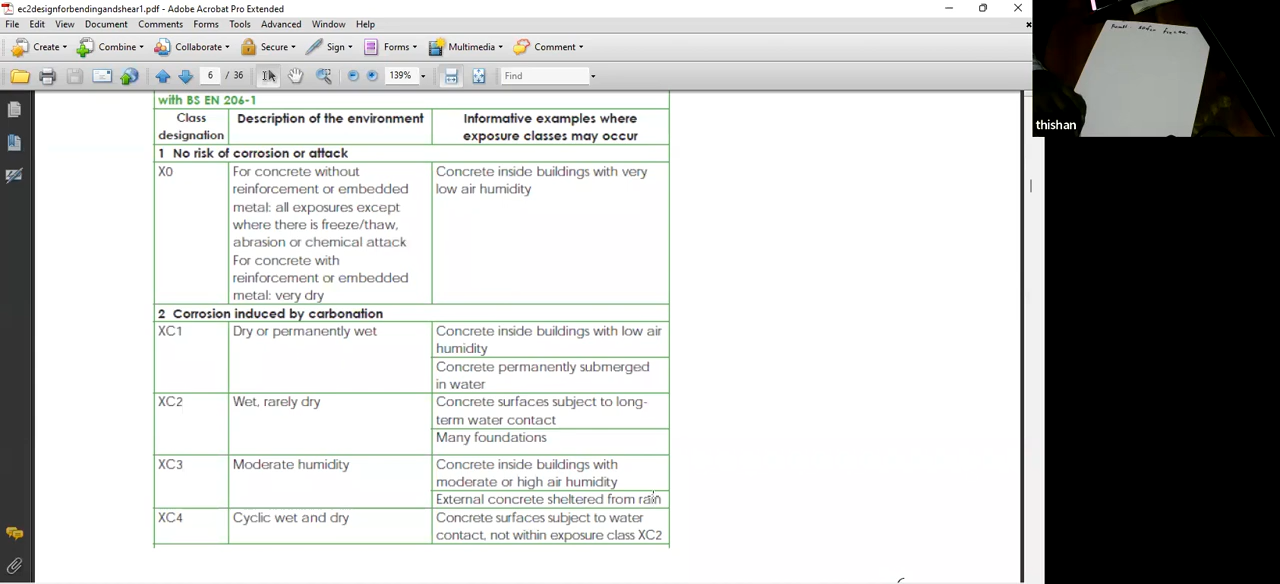 ec2designforbendingandshear1.pdf - Adobe Acrobat Pro Extended
File Edit View Document Comments Forms Tools Advanced Window Help
Create Combine Collaborate Secure Sign Forms Multimedia Comment
6 / 36 139% Find
with BS EN 206-1
Class designation Description of the environment Informative examples where exposure classes may occur
1 No risk of corrosion or attack
X0
For concrete without
reinforcement or embedded
metal: all exposures except
where there is freeze/thaw,
abrasion or chemical attack
For concrete with
reinforcement or embedded
metal: very dry
Concrete inside buildings with very
low air humidity
2 Corrosion induced by carbonation
XC1 Dry or permanently wet Concrete inside buildings with low air
humidity
Concrete permanently submerged
in water
XC2 Wet, rarely dry Concrete surfaces subject to long-
term water contact
Many foundations
XC3 Moderate humidity Concrete inside buildings with
moderate or high air humidity
External concrete sheltered from rain
XC4 Cyclic wet and dry Concrete surfaces subject to water
contact, not within exposure class XC2
thishan